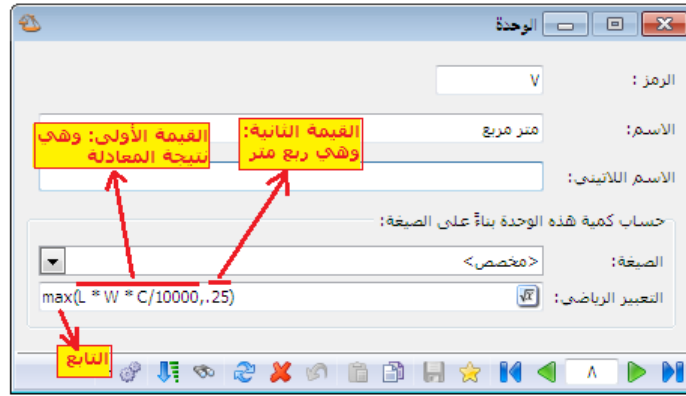 الوحدة
الرمز :
٧
القيمة الأولى: وهي
نتيجة المعادلة
القيمة الثانية:
وهي ربع متر
الاسم:
متر مربع
الاسم اللاتيني:
حساب كمية هذه الوحدة بناءً على الصيغة:
الصيغة:
<مخصص>
التعبير الرياضي:
max(L * W * C/10000,.25)
التابع
٨